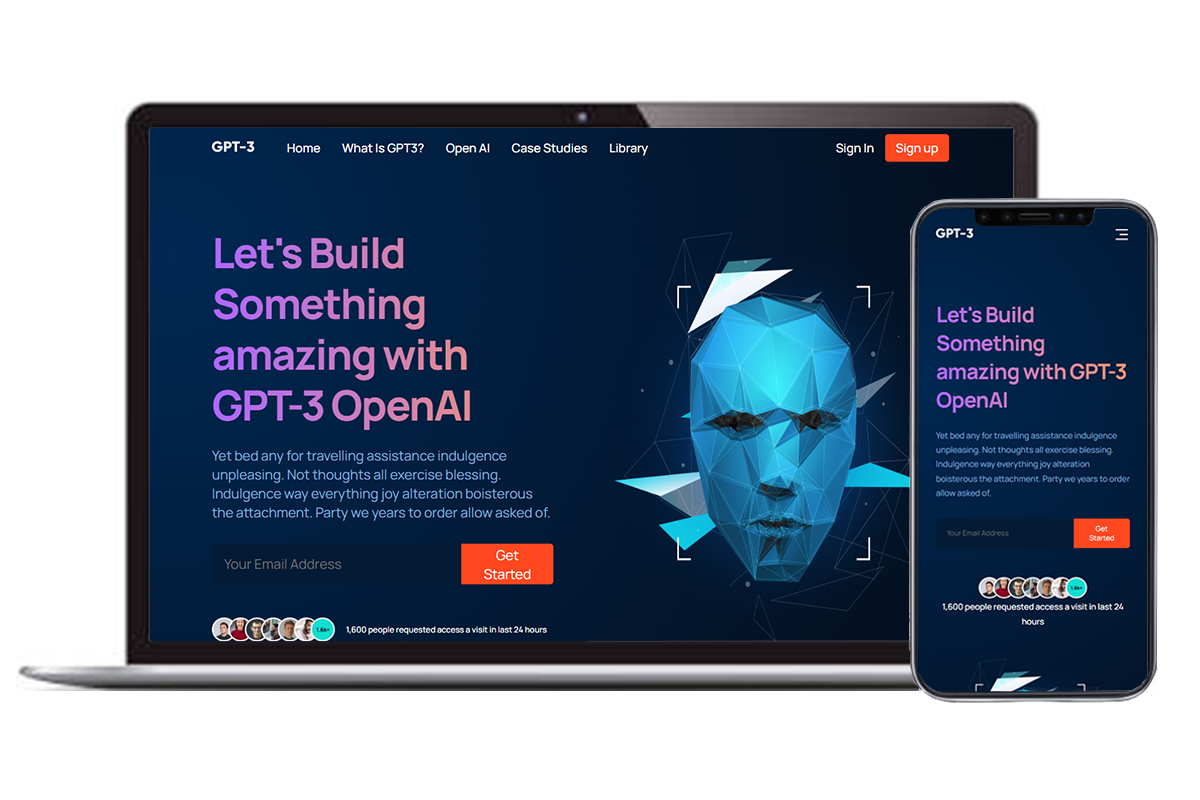 GPT-3 Home What Is GPT3? Open AI Case Studies Library Sign In Sign up
Let's Build
Something
amazing with
GPT-3 OpenAI
Yet bed any for travelling assistance indulgence
unpleasing. Not thoughts all exercise blessing.
Indulgence way everything joy alteration boisterous
the attachment. Party we years to order allow asked of.
Your Email Address
Get
Started
1.6k+ 1,600 people requested access a visit in last 24 hours
GPT-3
Let's Build
Something
amazing with GPT-3
OpenAI
Yet bed any for travelling assistance indulgence
unpleasing. Not thoughts all exercise blessing.
Indulgence way everything joy alteration
boisterous the attachment. Party we years to order
allow asked of.
Your Email Address
Get
Started
1.6k+
1,600 people requested access a visit in last 24
hours